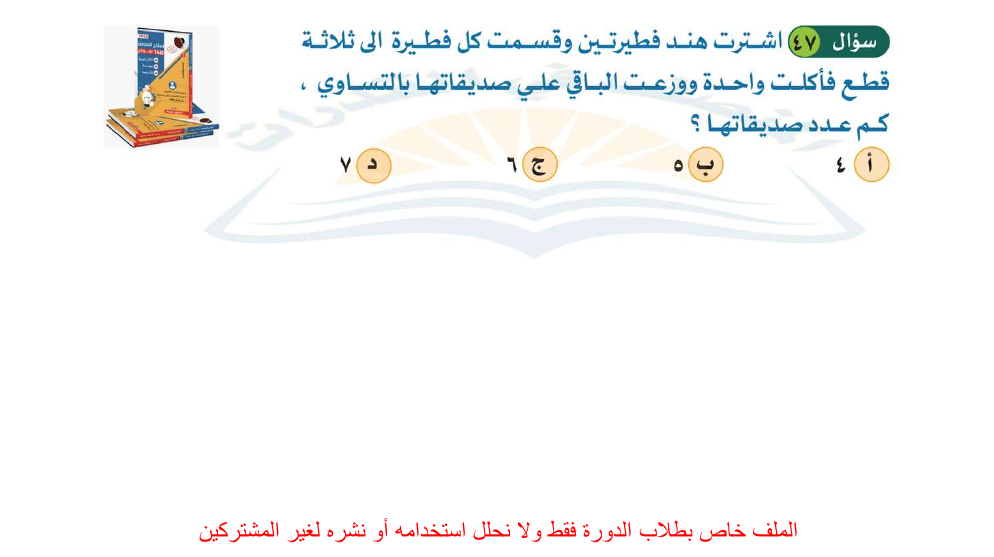 سؤال ٤٧ اشترت هند فطيرتين وقسمت كل فطيرة الى ثلاثة
قطع فأكلت واحدة ووزعت الباقي علي صديقاتها بالتساوي ،
كم عدد صديقاتها ؟
أ ٤ ب ٥ ج ٦ د ٧
الملف خاص بطلاب الدورة فقط ولا نحلل استخدامه أو نشره لغير المشتركين